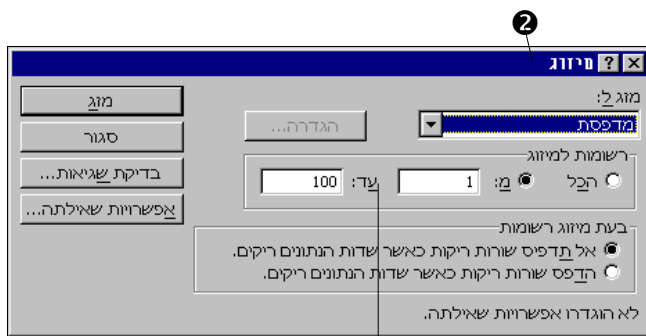 ❷
מיזוג
מזג ל:
מדפסת
הגדרה...
רשומות למיזוג
הכל מ: 1 עד: 100
בעת מיזוג רשומות
אל תדפיס שורות ריקות כאשר שדות הנתונים ריקים.
הדפס שורות ריקות כאשר שדות הנתונים ריקים.
לא הוגדרו אפשרויות שאילתה.
מזג
סגור
בדיקת שגיאות...
אפשרויות שאילתה...